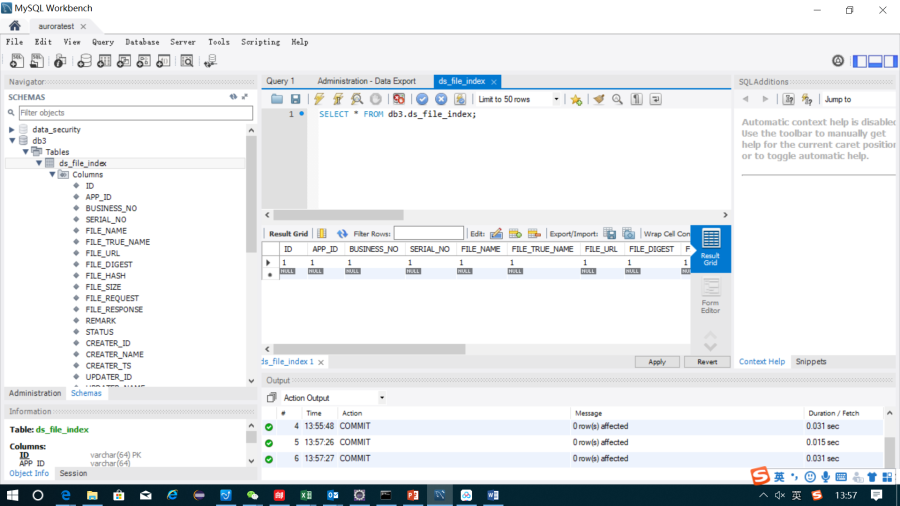 MySQL Workbench
auroratest
File Edit View Query Database Server Tools Scripting Help
Navigator
SCHEMAS
Filter objects
data_security
db3
Tables
ds_file_index
Columns
ID
APP_ID
BUSINESS_NO
SERIAL_NO
FILE_NAME
FILE_TRUE_NAME
FILE_URL
FILE_DIGEST
FILE_HASH
FILE_SIZE
FILE_REQUEST
FILE_RESPONSE
REMARK
STATUS
CREATER_ID
CREATER_NAME
CREATER_TS
UPDATER_ID
UPDATER_NAME
Administration Schemas
Information
Table: ds_file_index
Columns:
ID varchar(64) PK
APP_ID varchar(64)
Object Info Session
Query 1 Administration - Data Export ds_file_index
Limit to 50 rows
1 SELECT * FROM db3.ds_file_index;
Result Grid Filter Rows: Edit: Export/Import: Wrap Cell Con
ID APP_ID BUSINESS_NO SERIAL_NO FILE_NAME FILE_TRUE_NAME FILE_URL FILE_DIGEST F
1 1 1 1 1 1 1 1 1
NULL NULL NULL NULL NULL NULL NULL NULL NU
Result
Grid
Form
Editor
ds_file_index 1 Apply Revert
SQLAdditions
Jump to
Automatic context help is disabled
Use the toolbar to manually get
help for the current caret position
or to toggle automatic help.
Context Help Snippets
Output
Action Output
# Time Action Message Duration / Fetch
4 13:55:48 COMMIT 0 row(s) affected 0.031 sec
5 13:57:26 COMMIT 0 row(s) affected 0.015 sec
6 13:57:27 COMMIT 0 row(s) affected 0.031 sec
英
英 13:57